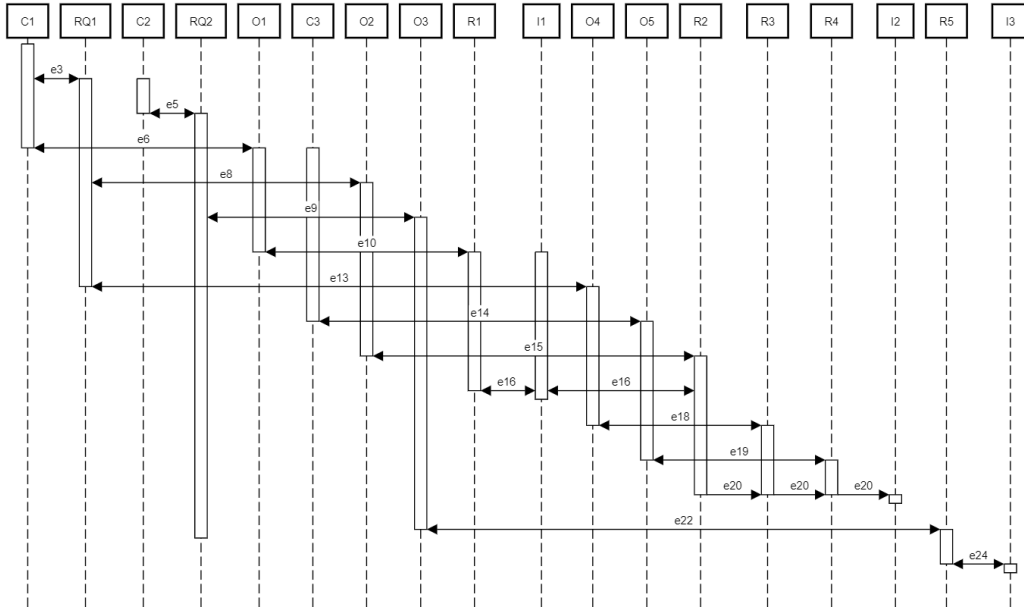 C1 RQ1 C2 RQ2 O1 C3 O2 O3 R1 I1 O4 O5 R2 R3 R4 I2 R5 I3
e3
e5
e6
e8
e9
e10
e13
e14
e15
e16 e16
e18
e19
e20 e20 e20
e22
e24